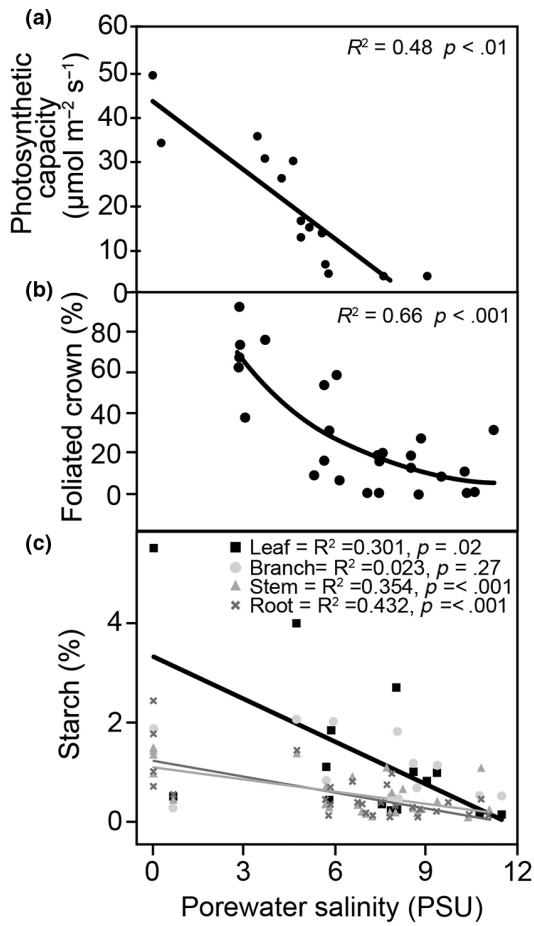 (a)
R² = 0.48 p < .01
Photosynthetic
capacity
(µmol m⁻² s⁻¹)
60
50
40
30
20
10
0
(b)
R² = 0.66 p < .001
Foliated crown (%)
80
60
40
20
0
(c)
Leaf = R² =0.301, p = .02
Branch= R² =0.023, p = .27
Stem = R² =0.354, p =< .001
Root = R² =0.432, p =< .001
Starch (%)
4
2
0
0 3 6 9 12
Porewater salinity (PSU)